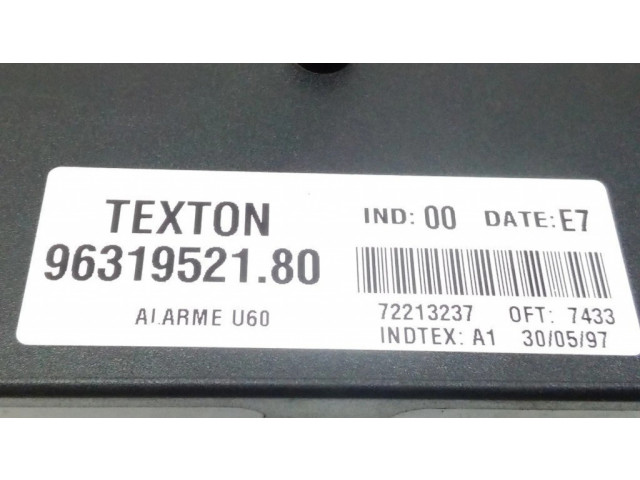 TEXTON
96319521.80
ALARME U60
IND: 00 DATE: E7
72213237 OFT: 7433
INDTEX: A1 30/05/97